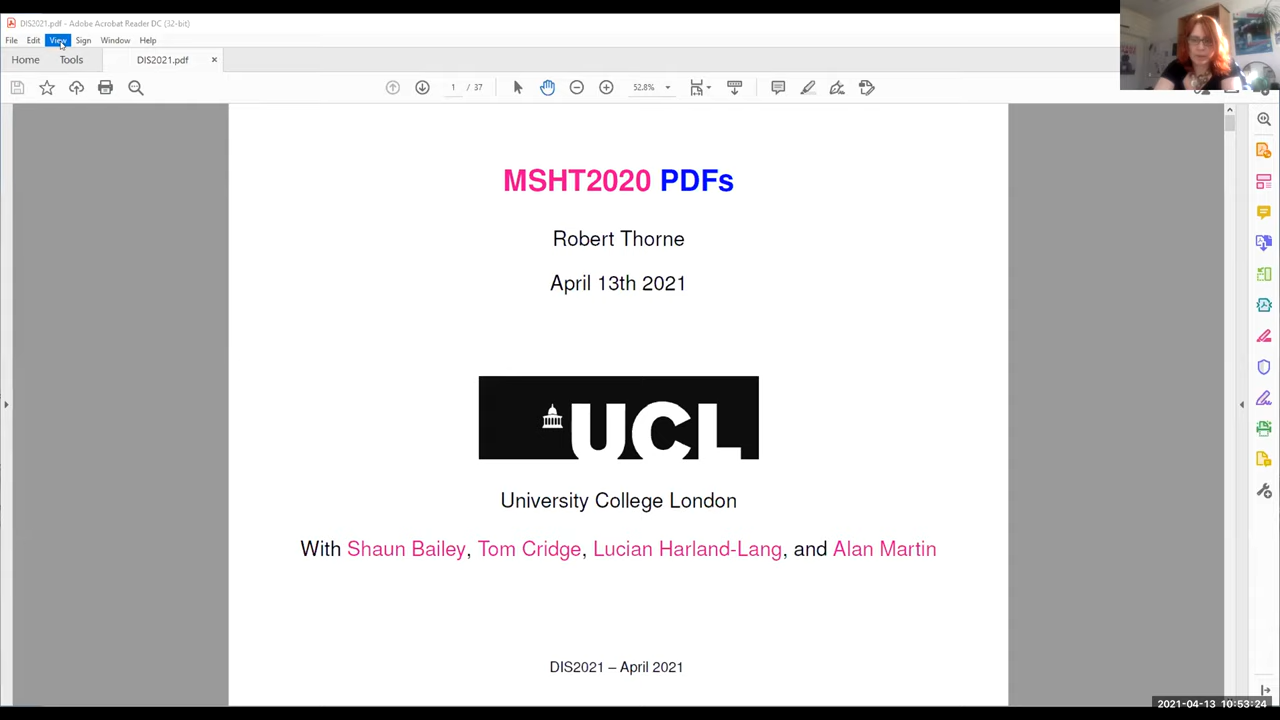 DIS2021.pdf - Adobe Acrobat Reader DC (32-bit)
File Edit View Sign Window Help
Home Tools DIS2021.pdf ×
1 / 37 52.8%
MSHT2020 PDFs
Robert Thorne
April 13th 2021
UCL
University College London
With Shaun Bailey, Tom Cridge, Lucian Harland-Lang, and Alan Martin
DIS2021 – April 2021
2021-04-13 10:53:24